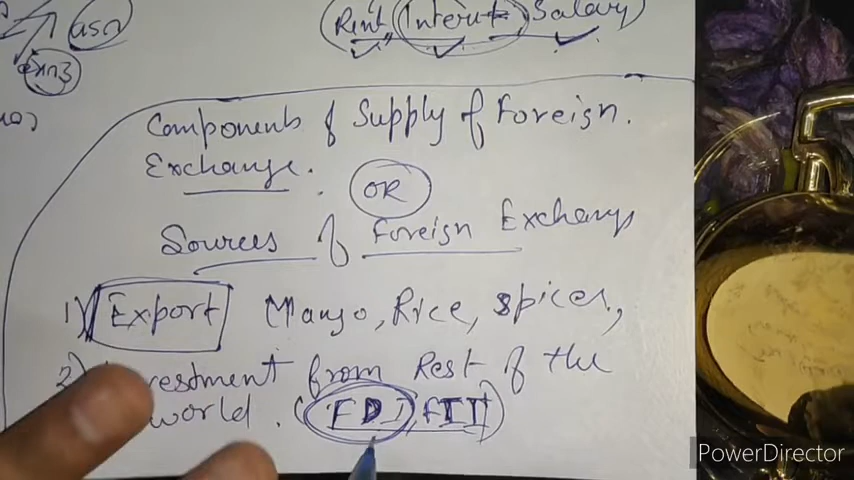 Rent, Interest Salary
Components of Supply of Foreign.
Exchange.
OR
Sources of Foreign Exchange
1) Export Mango, Rice, spices,
2) from Rest of the
world. (FDI, FII)
PowerDirector